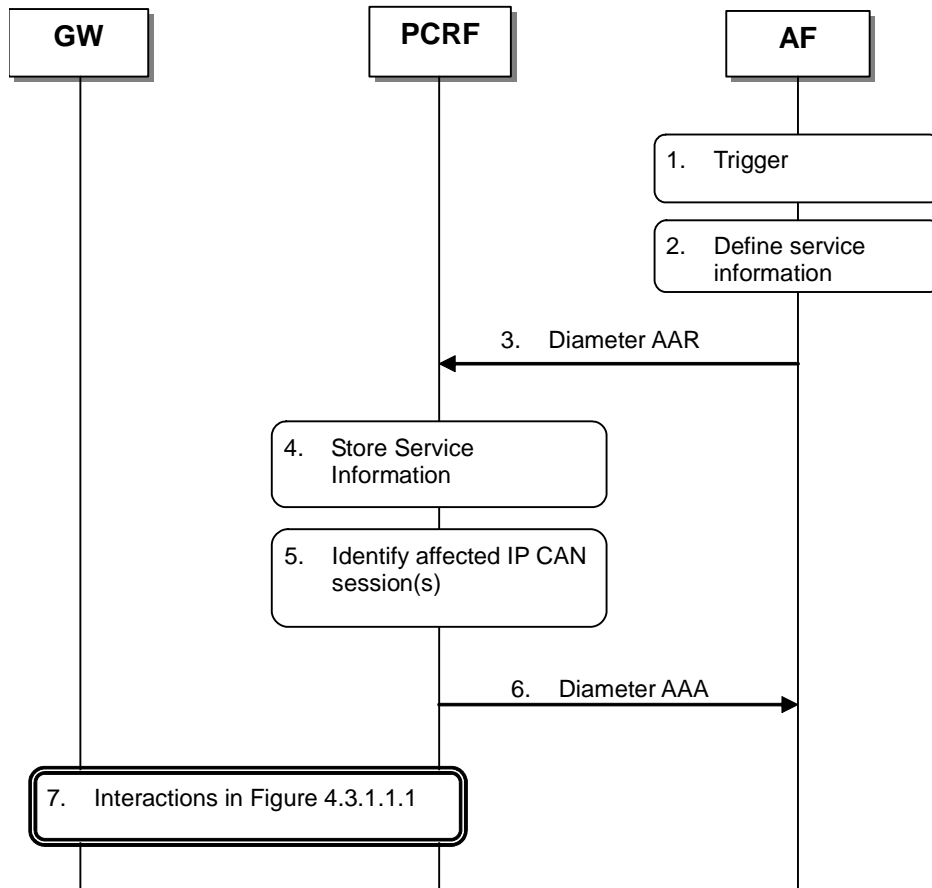 GW
PCRF
AF
1. Trigger
2. Define service
information
3. Diameter AAR
4. Store Service
Information
5. Identify affected IP CAN
session(s)
6. Diameter AAA
7. Interactions in Figure 4.3.1.1.1